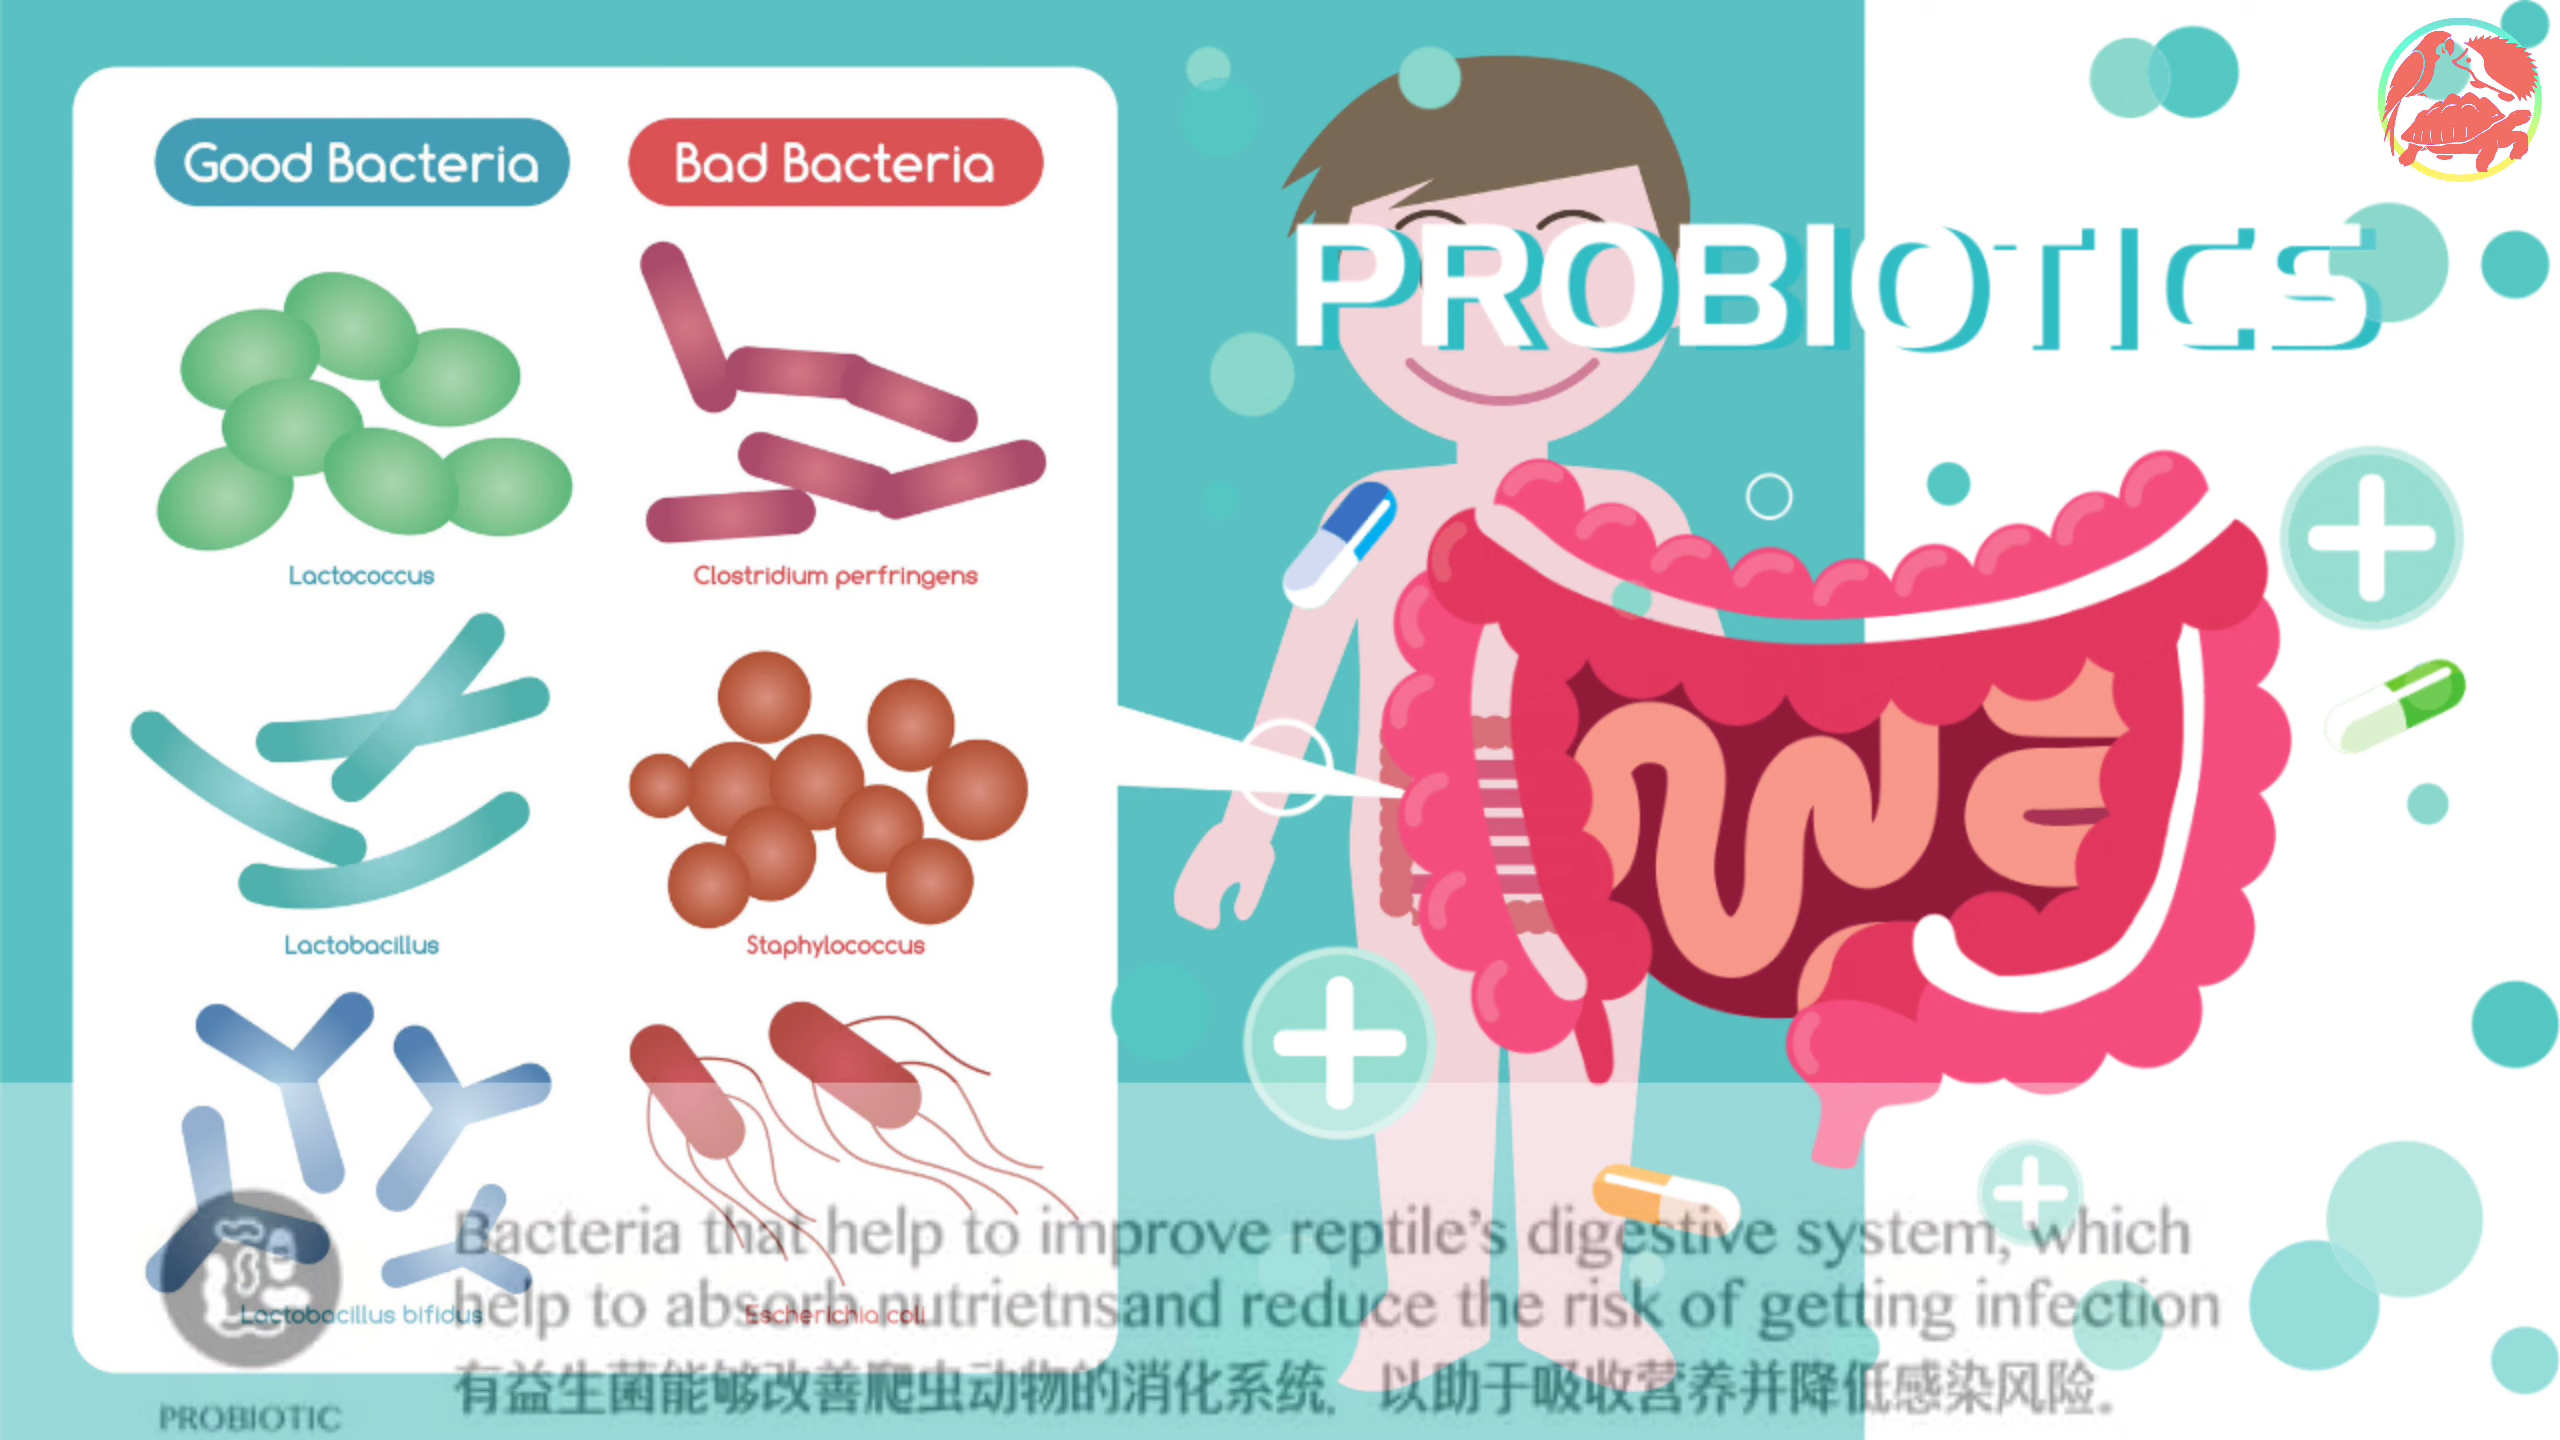 Good Bacteria
Bad Bacteria
PROBIOTICS
Lactococcus
Clostridium perfringens
Lactobacillus
Staphylococcus
Lactobacillus bifidus
Escherichia coli
Bacteria that help to improve reptile's digestive system, which
help to absorb nutrietnsand reduce the risk of getting infection
有益生菌能够改善爬虫动物的消化系统，以助于吸收营养并降低感染风险。
PROBIOTIC